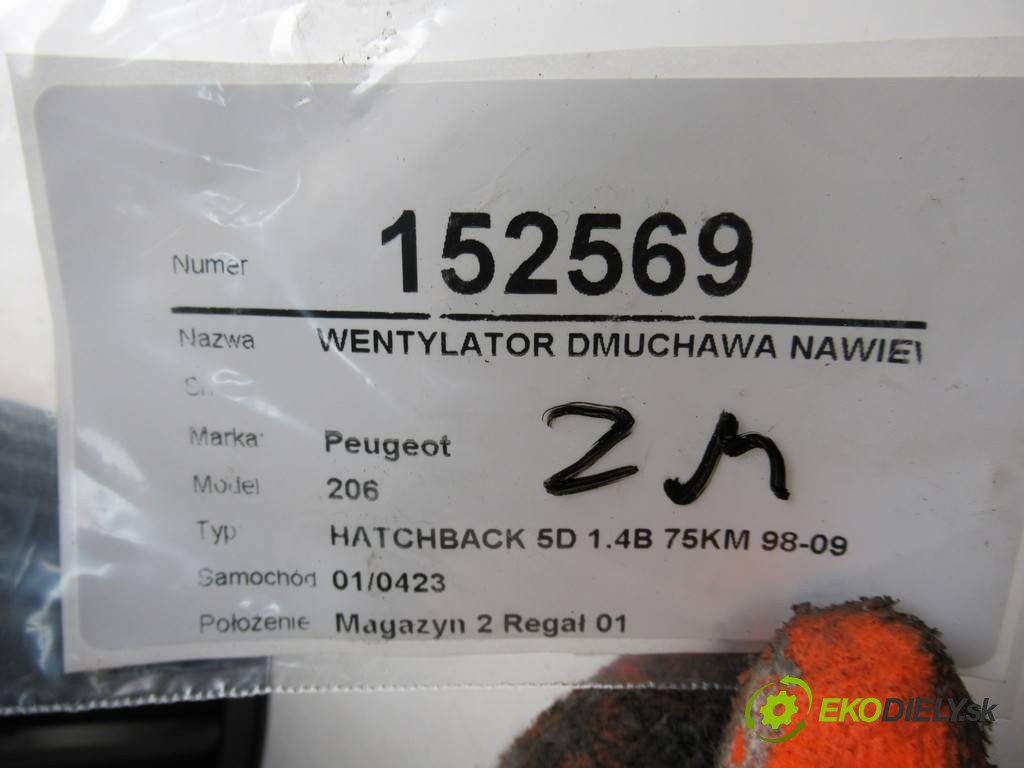 Numer 152569
Nazwa WENTYLATOR DMUCHAWA
Marka: Peugeot
Model 206
Typ HATCHBACK 5D 1.4B 75KM 98-09
Samochód 01/0423
Położenie Magazyn 2 Regał 01
EKODIELY.sk